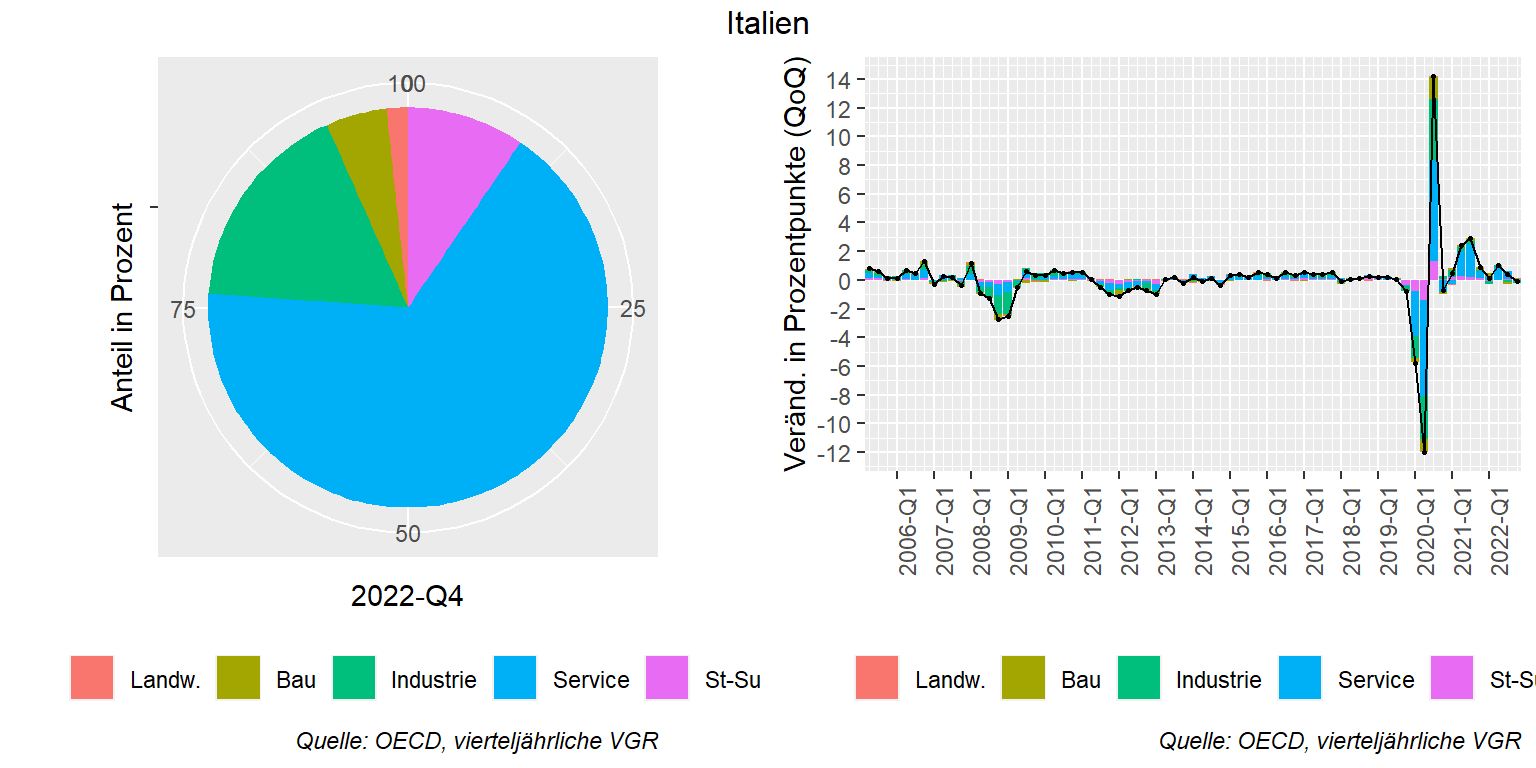 Italien
Anteil in Prozent
100
0
25
50
75
2022-Q4
Landw. Bau Industrie Service St-Su
Quelle: OECD, vierteljährliche VGR
Veränd. in Prozentpunkte (QoQ)
14
12
10
8
6
4
2
0
-2
-4
-6
-8
-10
-12
2006-Q1
2007-Q1
2008-Q1
2009-Q1
2010-Q1
2011-Q1
2012-Q1
2013-Q1
2014-Q1
2015-Q1
2016-Q1
2017-Q1
2018-Q1
2019-Q1
2020-Q1
2021-Q1
2022-Q1
Landw. Bau Industrie Service St-Su
Quelle: OECD, vierteljährliche VGR